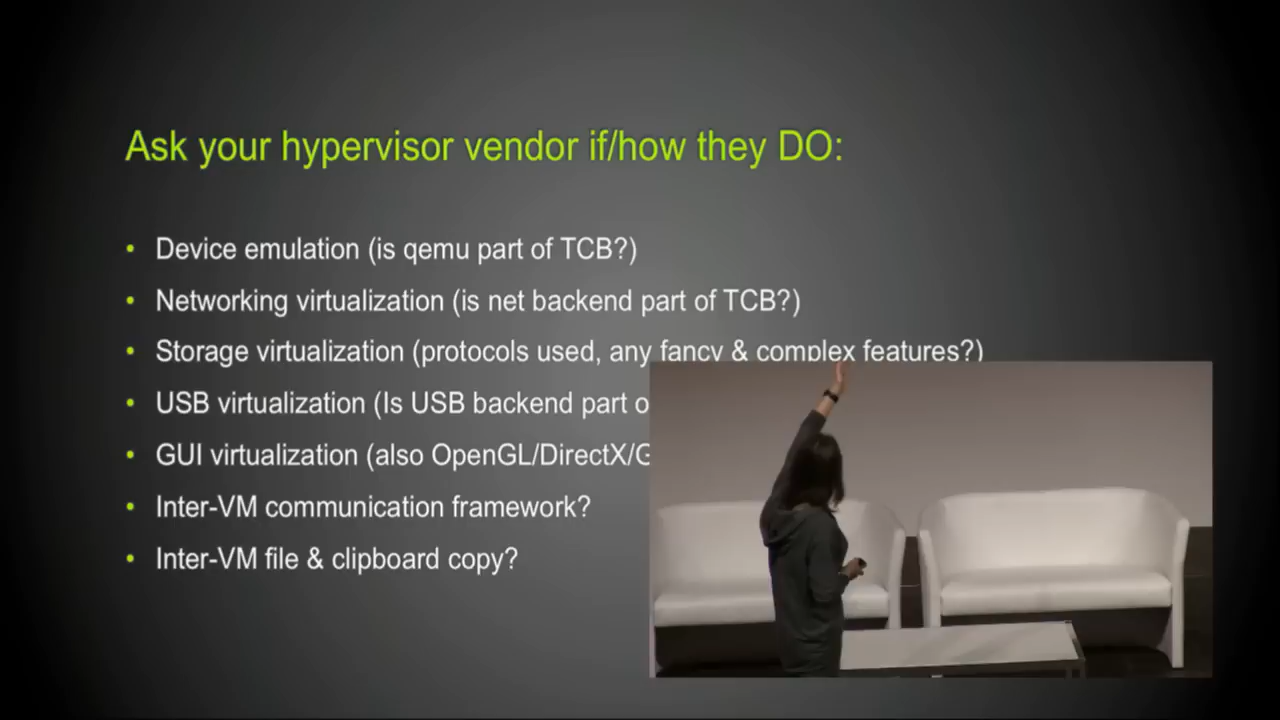 Ask your hypervisor vendor if/how they DO:
• Device emulation (is qemu part of TCB?)
• Networking virtualization (is net backend part of TCB?)
• Storage virtualization (protocols used, any fancy & complex features?)
• USB virtualization (Is USB backend part
• GUI virtualization (also OpenGL/DirectX/
• Inter-VM communication framework?
• Inter-VM file & clipboard copy?